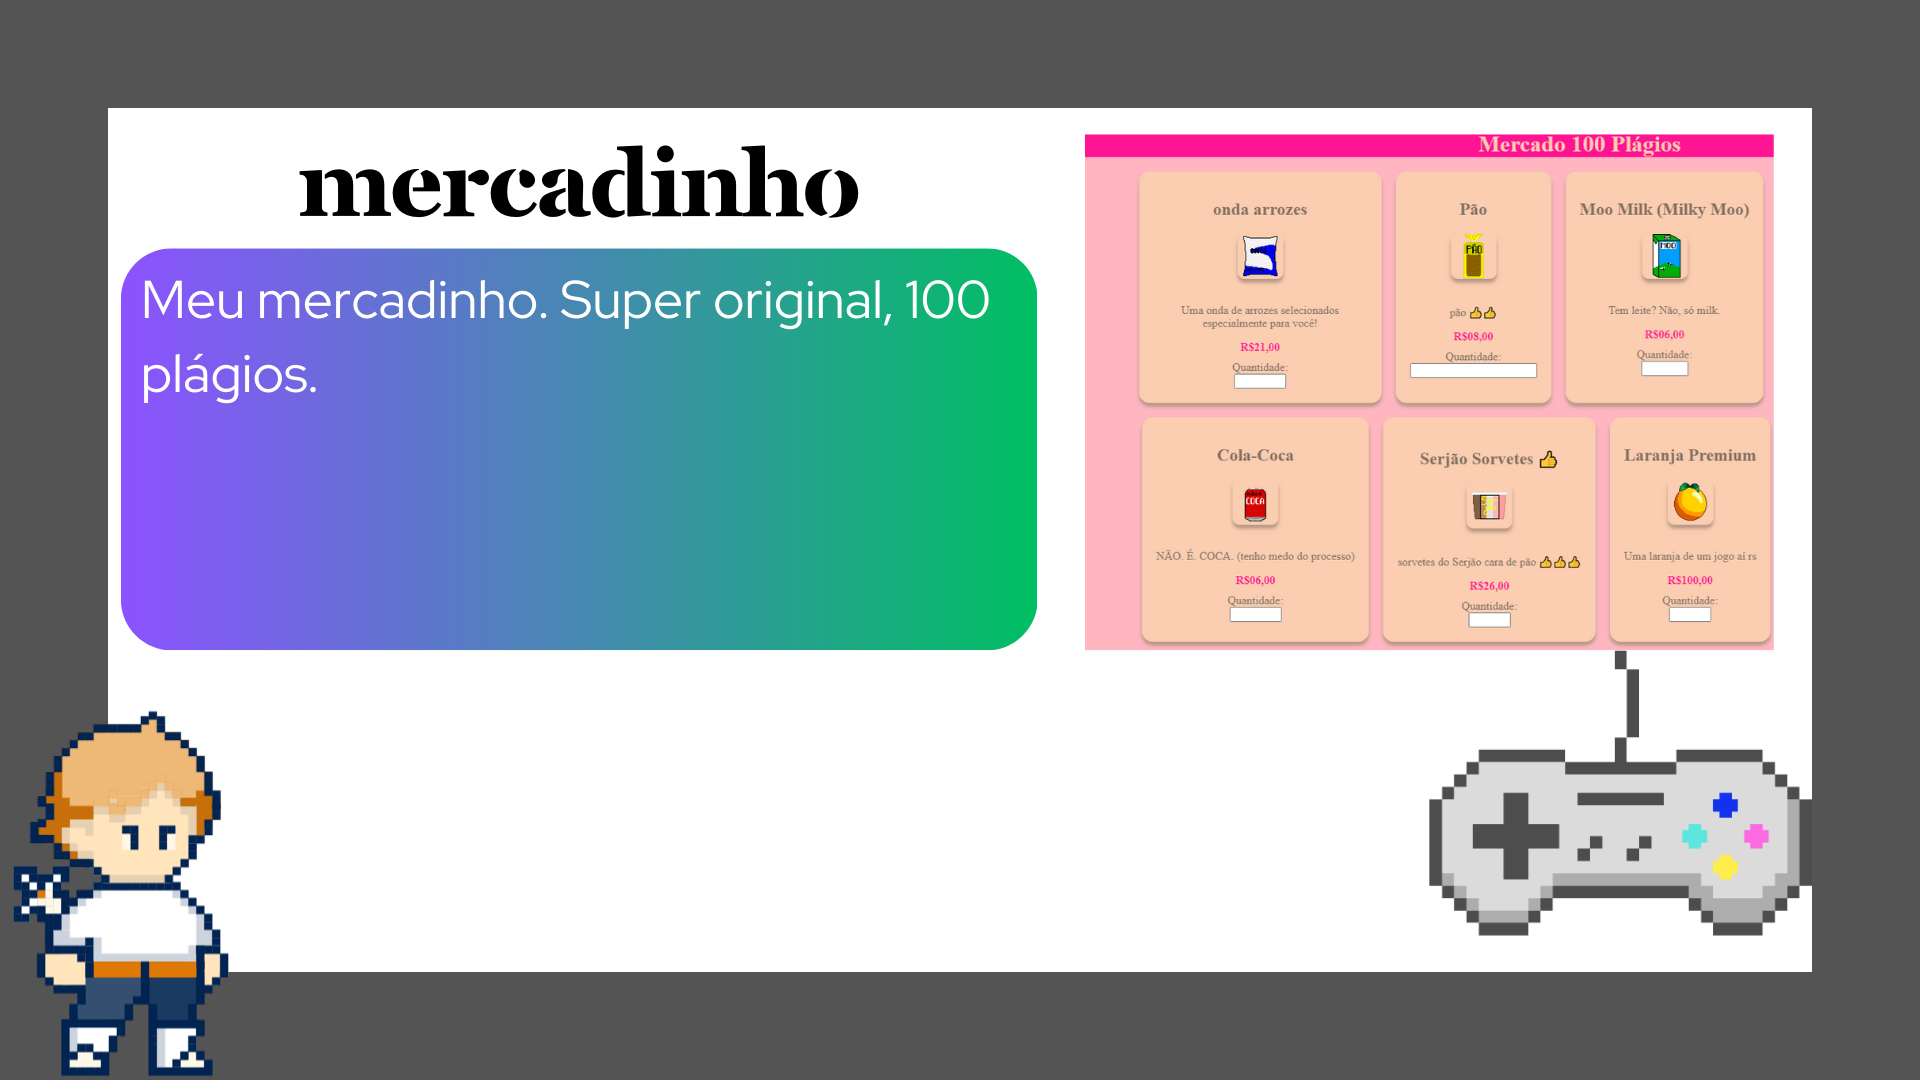 mercadinho
Meu mercadinho. Super original, 100
plágios.
Mercado 100 Plágios
onda arrozes
Uma onda de arrozes selecionados
especialmente para você!
R$21,00
Quantidade:
Pão
PÃO
pão 👍👍
R$08,00
Quantidade:
Moo Milk (Milky Moo)
MOO
Tem leite? Não, só milk.
R$06,00
Quantidade:
Cola-Coca
COCA
NÃO. É. COCA. (tenho medo do processo)
R$06,00
Quantidade:
Serjão Sorvetes 👍
sorvetes do Serjão cara de pão 👍👍👍
R$26,00
Quantidade:
Laranja Premium
Uma laranja de um jogo aí rs
R$100,00
Quantidade: